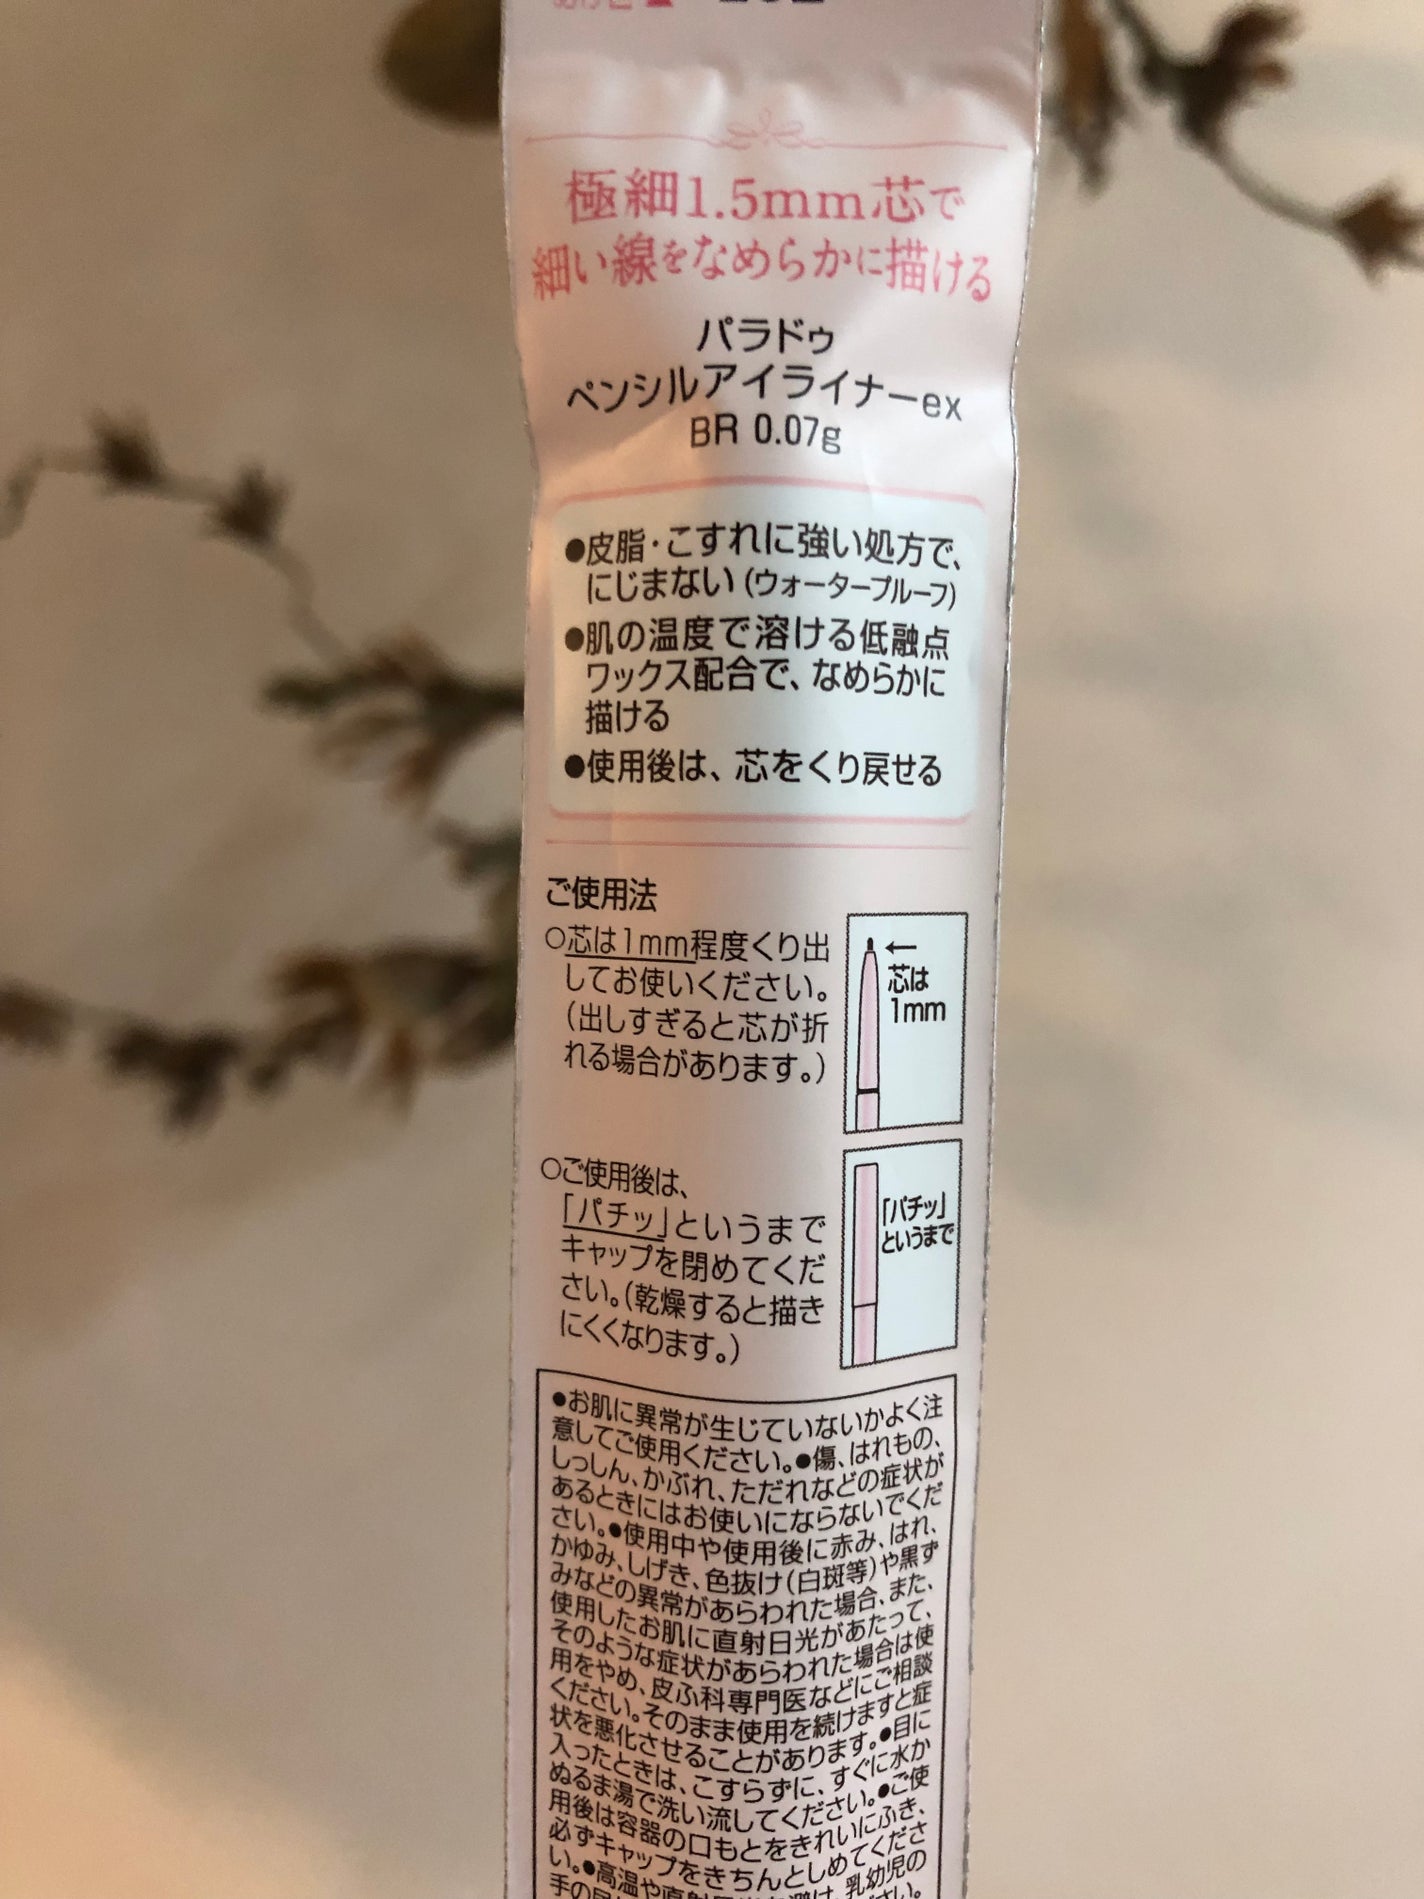 極細1.5mm芯で
細い線をなめらかに描ける
パラドゥ
ペンシルアイライナーex
BR 0.07g
●皮脂・こすれに強い処方で、
にじまない（ウォータープルーフ）
●肌の温度で溶ける低融点
ワックス配合で、なめらかに
描ける
●使用後は、芯をくり戻せる
ご使用法
○芯は1mm程度くり出
してお使いください。
（出しすぎると芯が折
れる場合があります。）
←
芯は
1mm
○ご使用後は、
「パチッ」というまで
キャップを閉めてくだ
さい。（乾燥すると描き
にくくなります。）
「パチッ」
というまで
●お肌に異常が生じていないかよく注
意してご使用ください。●傷、はれもの、
しっしん、かぶれ、ただれなどの症状が
あるときにはお使いにならないでくだ
さい。●使用中や使用後に赤み、はれ、
かゆみ、しげき、色抜け（白斑等）や黒ず
みなどの異常があらわれた場合、また、
使用したお肌に直射日光があたって、
そのような症状があらわれた場合は使
用をやめ、皮ふ科専門医などにご相談
ください。そのまま使用を続けますと症
状を悪化させることがあります。●目に
入ったときは、こすらずに、すぐに水か
ぬるま湯で洗い流してください。●ご使
用後は容器の口もとをきれいにふき、
必ずキャップをきちんとしめてくださ
い。●高温や直射日光を避け、乳幼児の